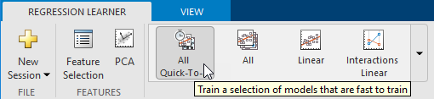 REGRESSION LEARNER
VIEW
New
Session
Feature
Selection
PCA
All
Quick-To-
All
Linear
Interactions
Linear
FILE
FEATURES
Train a selection of models that are fast to train